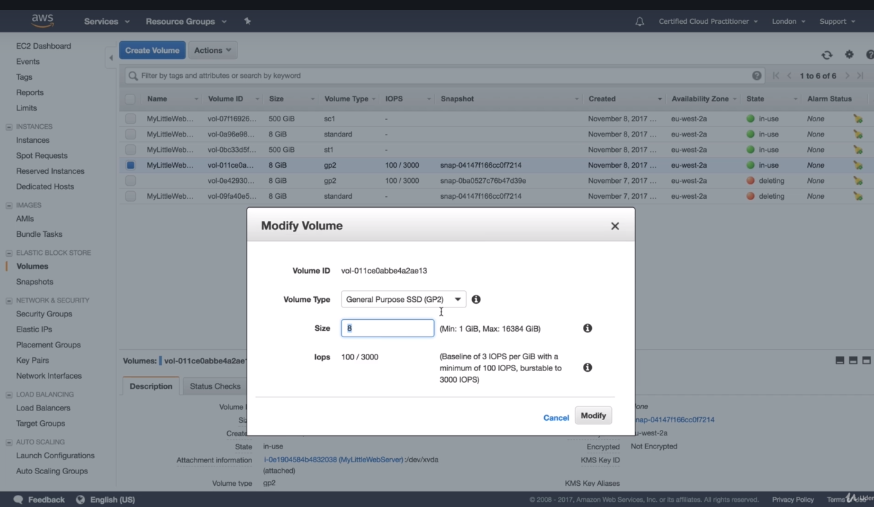 aws Services Resource Groups Certified Cloud Practitioner London Support
EC2 Dashboard
Events
Tags
Reports
Limits
INSTANCES
Instances
Spot Requests
Reserved Instances
Dedicated Hosts
IMAGES
AMIs
Bundle Tasks
ELASTIC BLOCK STORE
Volumes
Snapshots
NETWORK & SECURITY
Security Groups
Elastic IPs
Placement Groups
Key Pairs
Network Interfaces
LOAD BALANCING
Load Balancers
Target Groups
AUTO SCALING
Launch Configurations
Auto Scaling Groups
Create Volume Actions
Filter by tags and attributes or search by keyword 1 to 6 of 6
Name Volume ID Size Volume Type IOPS Snapshot Created Availability Zone State Alarm Status
MyLittleWeb... vol-07f16926... 500 GiB sc1 - November 8, 2017 ... eu-west-2a in-use None
MyLittleWeb... vol-0a96e98... 8 GiB standard - November 8, 2017 ... eu-west-2a in-use None
MyLittleWeb... vol-0bc33d5f... 500 GiB st1 - November 8, 2017 ... eu-west-2a in-use None
MyLittleWeb... vol-011ce0a... 8 GiB gp2 100 / 3000 snap-04147f166cc0f7214 November 8, 2017 ... eu-west-2a in-use None
vol-0e42930... 8 GiB gp2 100 / 3000 snap-0ba0527c76b47d39e November 7, 2017 ... eu-west-2a deleting None
MyLittleWeb... vol-09fa40e5... 8 GiB standard - snap-04147f166cc0f7214 November 7, 2017 ... eu-west-2a deleting None
Modify Volume
Volume ID vol-011ce0abbe4a2ae13
Volume Type General Purpose SSD (GP2)
Size 8 (Min: 1 GiB, Max: 16384 GiB)
Iops 100 / 3000 (Baseline of 3 IOPS per GiB with a
minimum of 100 IOPS, burstable to
3000 IOPS)
Cancel Modify
Volumes: vol-011ce0abbe4a2ae
Description Status Checks
Volume
State in-use Encrypted Not Encrypted
Attachment information i-0e1904584b4832038 (MyLittleWebServer):/dev/xvda
(attached)
KMS Key ID
Volume type gp2 KMS Key Aliases
snap-04147f166cc0f7214
eu-west-2a
Feedback English (US) © 2008 - 2017, Amazon Web Services, Inc. or its affiliates. All rights reserved. Privacy Policy Terms